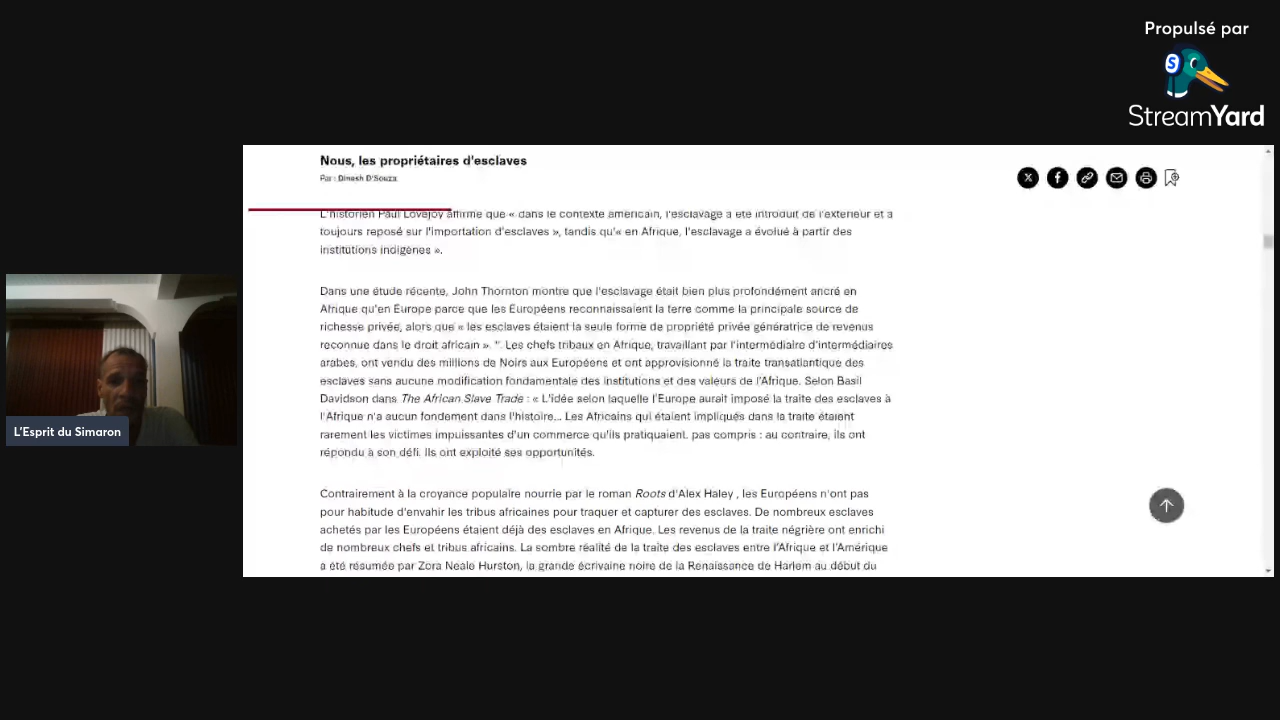 Propulsé par
StreamYard
Nous, les propriétaires d'esclaves
Par : Dinesh D'Souza
L'historien Paul Lovejoy affirme que « dans le contexte américain, l'esclavage a été introduit de l'extérieur et a
toujours reposé sur l'importation d'esclaves », tandis qu'« en Afrique, l'esclavage a évolué à partir des
institutions indigènes ».
Dans une étude récente, John Thornton montre que l'esclavage était bien plus profondément ancré en
Afrique qu'en Europe parce que les Européens reconnaissaient la terre comme la principale source de
richesse privée, alors que « les esclaves étaient la seule forme de propriété privée génératrice de revenus
reconnue dans le droit africain ». Les chefs tribaux en Afrique, travaillant par l'intermédiaire d'intermédiaires
arabes, ont vendu des millions de Noirs aux Européens et ont approvisionné la traite transatlantique des
esclaves sans aucune modification fondamentale des institutions et des valeurs de l'Afrique. Selon Basil
Davidson dans The African Slave Trade : « L'idée selon laquelle l'Europe aurait imposé la traite des esclaves à
l'Afrique n'a aucun fondement dans l'histoire... Les Africains qui étaient impliqués dans la traite étaient
rarement les victimes impuissantes d'un commerce qu'ils pratiquaient. pas compris : au contraire, ils ont
répondu à son défi. Ils ont exploité ses opportunités.
Contrairement à la croyance populaire nourrie par le roman Roots d'Alex Haley , les Européens n'ont pas
pour habitude d'envahir les tribus africaines pour traquer et capturer des esclaves. De nombreux esclaves
achetés par les Européens étaient déjà des esclaves en Afrique. Les revenus de la traite négrière ont enrichi
de nombreux chefs et tribus africains. La sombre réalité de la traite des esclaves entre l'Afrique et l'Amérique
a été résumée par Zora Neale Hurston, la grande écrivaine noire de la Renaissance de Harlem au début du
L'Esprit du Simaron